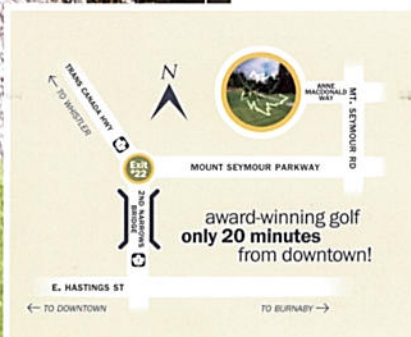 N
TRANS CANADA HWY
TO WHISTLER
ANNE
MACDONALD
WAY
MT. SEYMOUR RD
Exit
#22
MOUNT SEYMOUR PARKWAY
2ND NARROWS
BRIDGE
award-winning golf
only 20 minutes
from downtown!
E. HASTINGS ST
← TO DOWNTOWN
TO BURNABY →